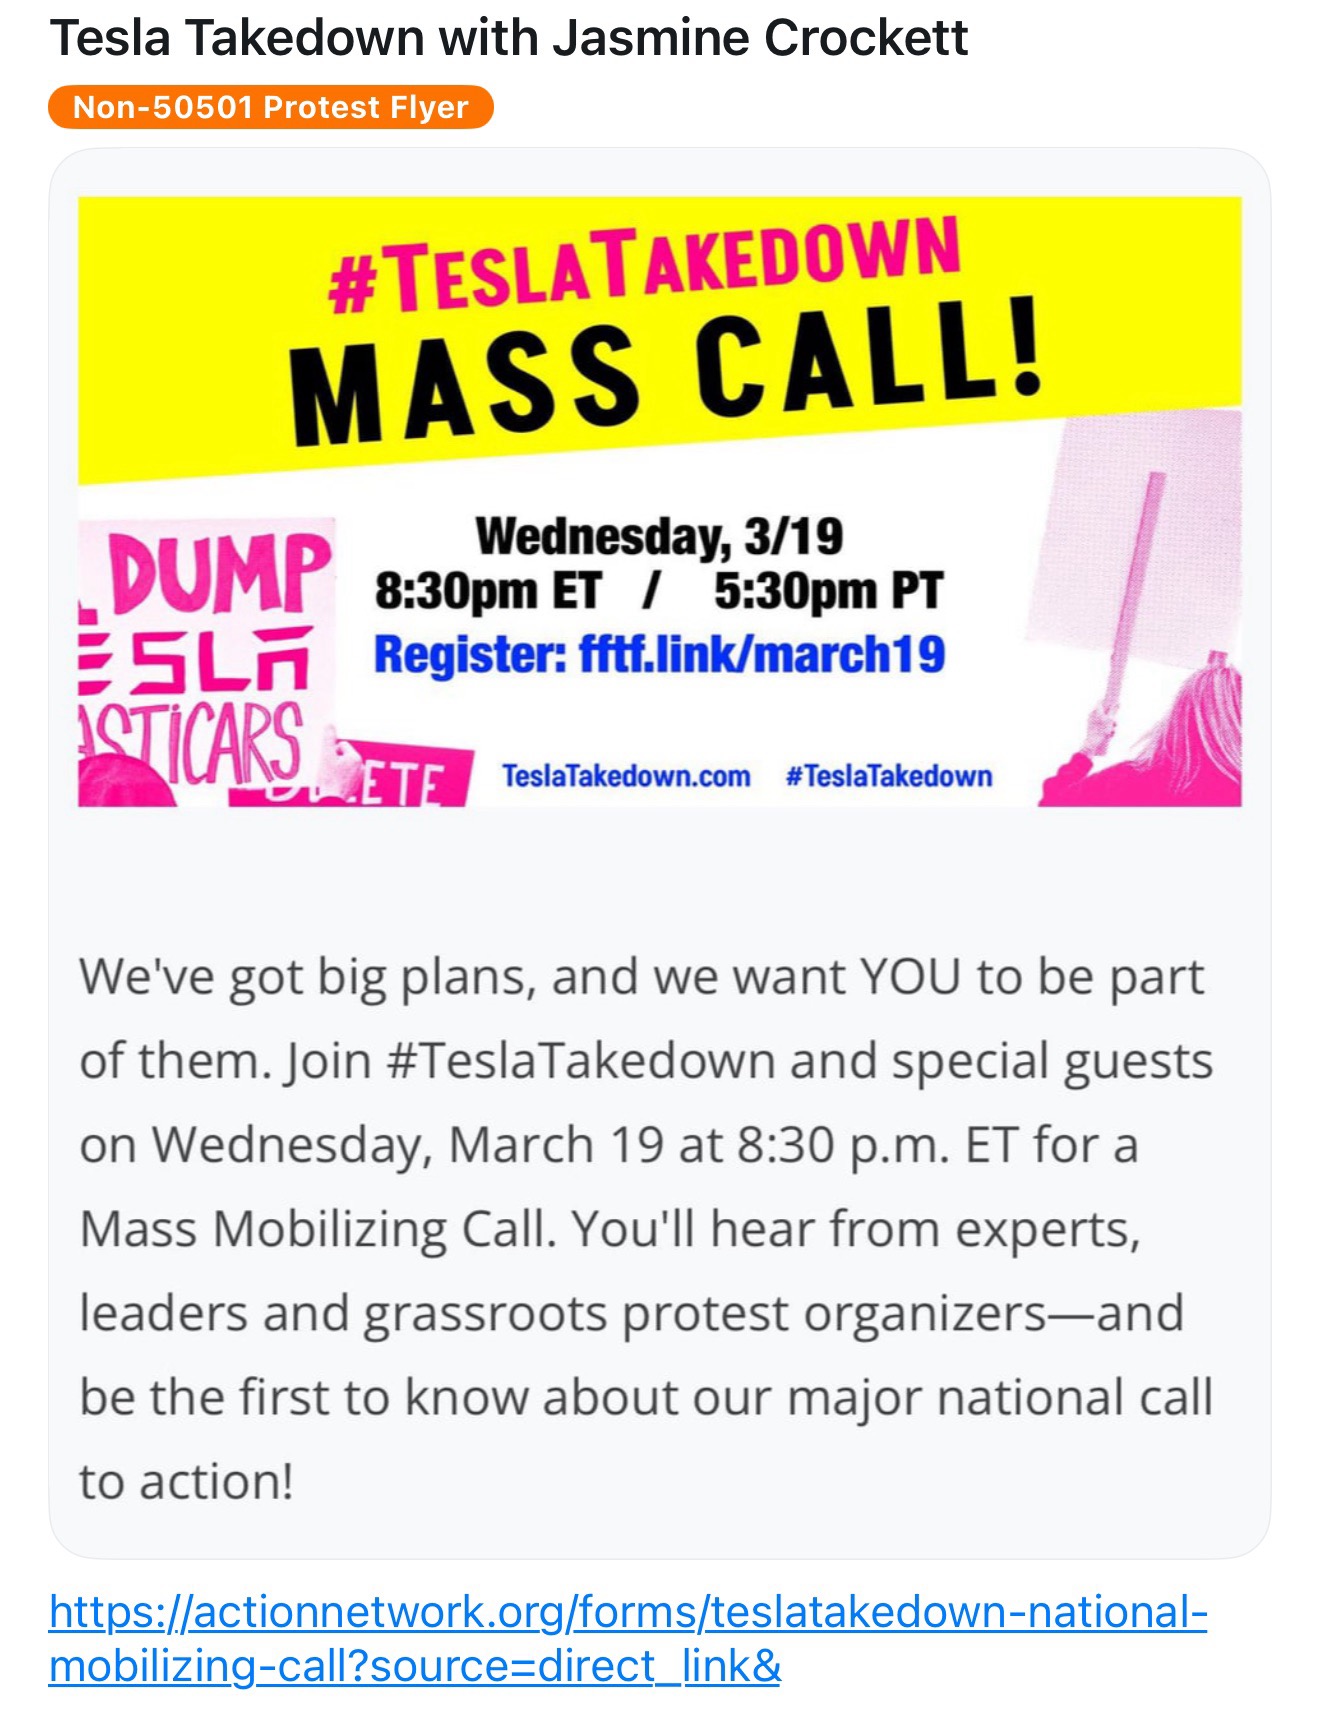 Tesla Takedown with Jasmine Crockett
Non-50501 Protest Flyer
#TESLATAKEDOWN
MASS CALL!
Wednesday, 3/19
8:30pm ET / 5:30pm PT
Register: fftf.link/march19
DUMP
ESLA
ASTiCARS
ETE
TeslaTakedown.com #TeslaTakedown
We've got big plans, and we want YOU to be part
of them. Join #TeslaTakedown and special guests
on Wednesday, March 19 at 8:30 p.m. ET for a
Mass Mobilizing Call. You'll hear from experts,
leaders and grassroots protest organizers—and
be the first to know about our major national call
to action!
https://actionnetwork.org/forms/teslatakedown-national-
mobilizing-call?source=direct_link&